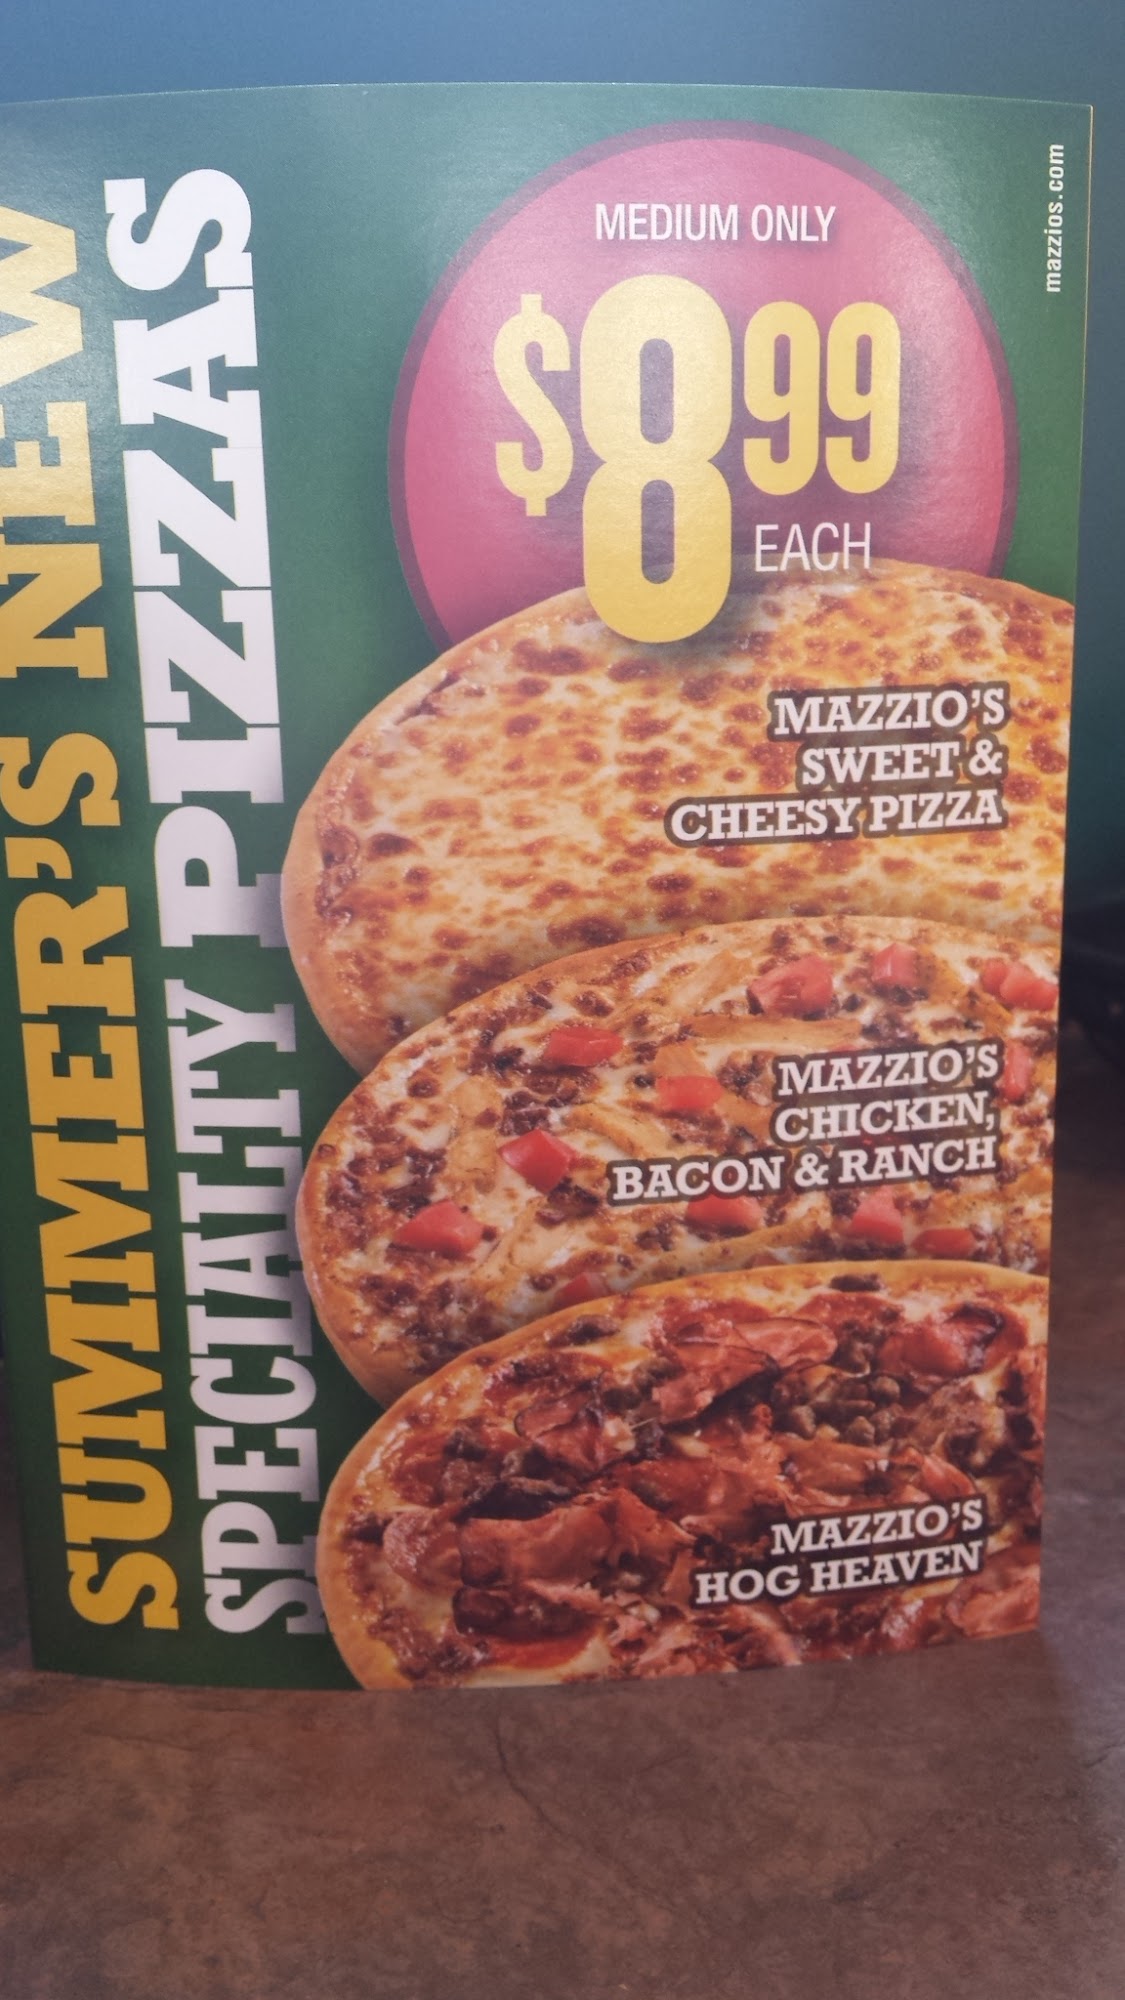 SUMMER'S NEW
SPECIALTY PIZZAS
MEDIUM ONLY
$8.99
EACH
mazzios.com
MAZZIO'S
SWEET &
CHEESY PIZZA
MAZZIO'S
CHICKEN,
BACON & RANCH
MAZZIO'S
HOG HEAVEN